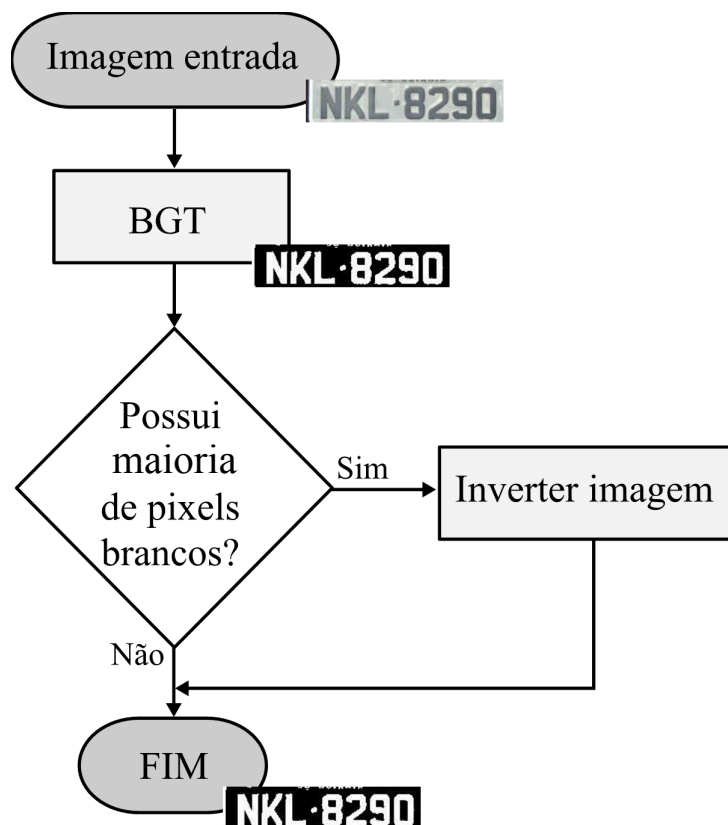 Imagem entrada
NKL·8290
BGT
NKL·8290
Possui
maioria
de pixels
brancos?
Sim
Inverter imagem
Não
FIM
NKL·8290